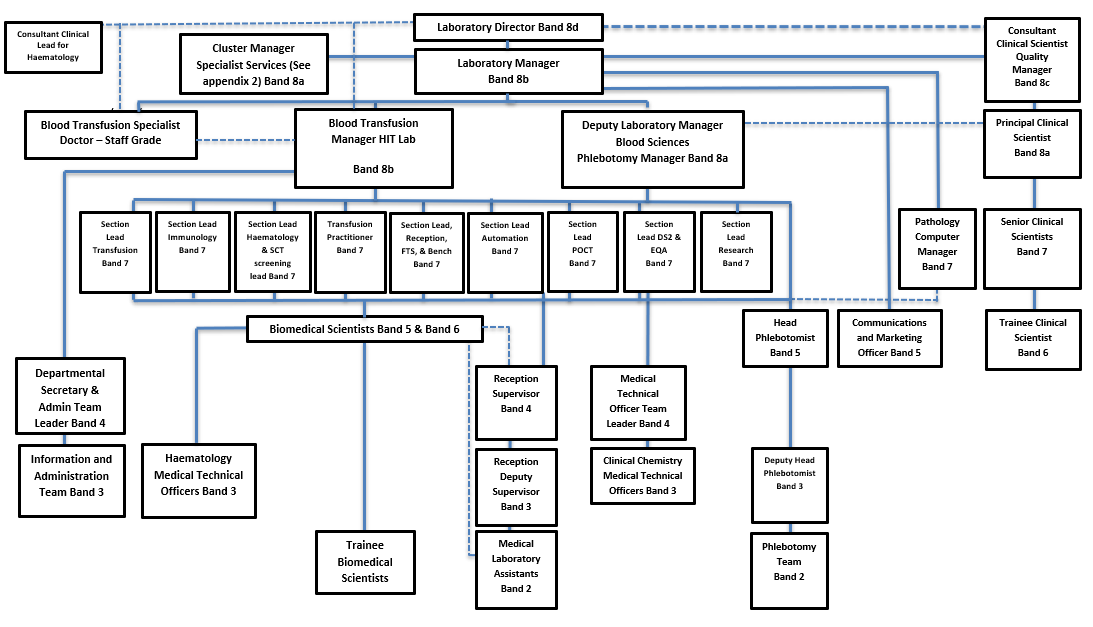 Consultant Clinical
Lead for
Haematology
Cluster Manager
Specialist Services (See
appendix 2) Band 8a
Laboratory Director Band 8d
Laboratory Manager
Band 8b
Consultant
Clinical Scientist
Quality
Manager
Band 8c
Blood Transfusion Specialist
Doctor – Staff Grade
Blood Transfusion
Manager HIT Lab
Band 8b
Deputy Laboratory Manager
Blood Sciences
Phlebotomy Manager Band 8a
Principal Clinical
Scientist
Band 8a
Section
Lead
Transfusion
Band 7
Section Lead
Immunology
Band 7
Section Lead
Haematology
& SCT
screening
lead Band 7
Transfusion
Practitioner
Band 7
Section Lead,
Reception,
FTS, & Bench
Band 7
Section Lead
Automation
Band 7
Section
Lead
POCT
Band 7
Section
Lead DS2 &
EQA
Band 7
Section
Lead
Research
Band 7
Pathology
Computer
Manager
Band 7
Senior Clinical
Scientists
Band 7
Biomedical Scientists Band 5 & Band 6
Head
Phlebotomist
Band 5
Communications
and Marketing
Officer Band 5
Trainee Clinical
Scientist
Band 6
Departmental
Secretary &
Admin Team
Leader Band 4
Reception
Supervisor
Band 4
Medical
Technical
Officer Team
Leader Band 4
Information and
Administration
Team Band 3
Haematology
Medical Technical
Officers Band 3
Reception
Deputy
Supervisor
Band 3
Clinical Chemistry
Medical Technical
Officers Band 3
Deputy Head
Phlebotomist
Band 3
Trainee
Biomedical
Scientists
Medical
Laboratory
Assistants
Band 2
Phlebotomy
Team
Band 2